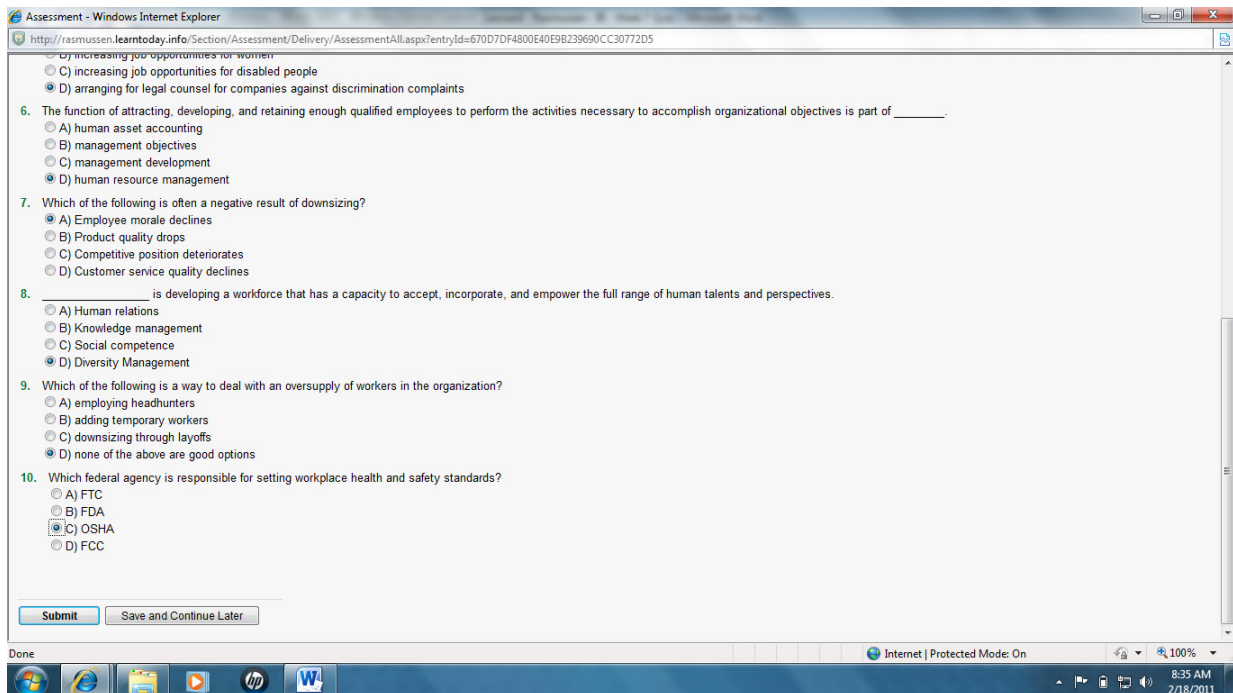 Assessment - Windows Internet Explorer
http://rasmussen.learntoday.info/Section/Assessment/Delivery/AssessmentAll.aspx?entryId=670D7DF4800E40E9B239690CC30772D5
B) increasing job opportunities for women
C) increasing job opportunities for disabled people
D) arranging for legal counsel for companies against discrimination complaints
6. The function of attracting, developing, and retaining enough qualified employees to perform the activities necessary to accomplish organizational objectives is part of ________.
A) human asset accounting
B) management objectives
C) management development
D) human resource management
7. Which of the following is often a negative result of downsizing?
A) Employee morale declines
B) Product quality drops
C) Competitive position deteriorates
D) Customer service quality declines
8. _________________ is developing a workforce that has a capacity to accept, incorporate, and empower the full range of human talents and perspectives.
A) Human relations
B) Knowledge management
C) Social competence
D) Diversity Management
9. Which of the following is a way to deal with an oversupply of workers in the organization?
A) employing headhunters
B) adding temporary workers
C) downsizing through layoffs
D) none of the above are good options
10. Which federal agency is responsible for setting workplace health and safety standards?
A) FTC
B) FDA
C) OSHA
D) FCC
Submit Save and Continue Later
Done Internet | Protected Mode: On 100%
hp W 8:35 AM
2/18/2011